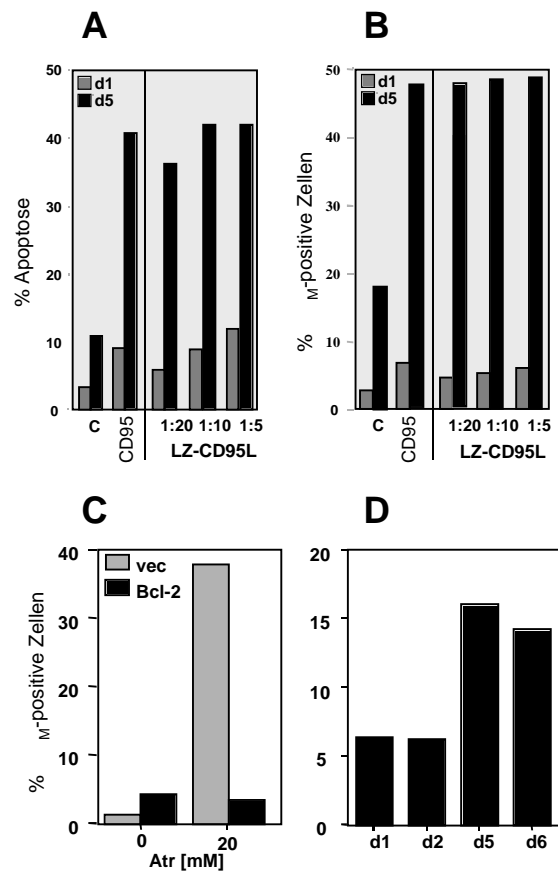 A
B
50
40
30
20
10
0
% Apoptose
d1
d5
C
CD95
1:20 1:10 1:5
LZ-CD95L
50
40
30
20
10
0
% M-positive Zellen
d1
d5
C
CD95
1:20 1:10 1:5
LZ-CD95L
C
D
40
30
20
10
0
% M-positive Zellen
vec
Bcl-2
0 20
Atr [mM]
20
15
10
5
0
d1 d2 d5 d6